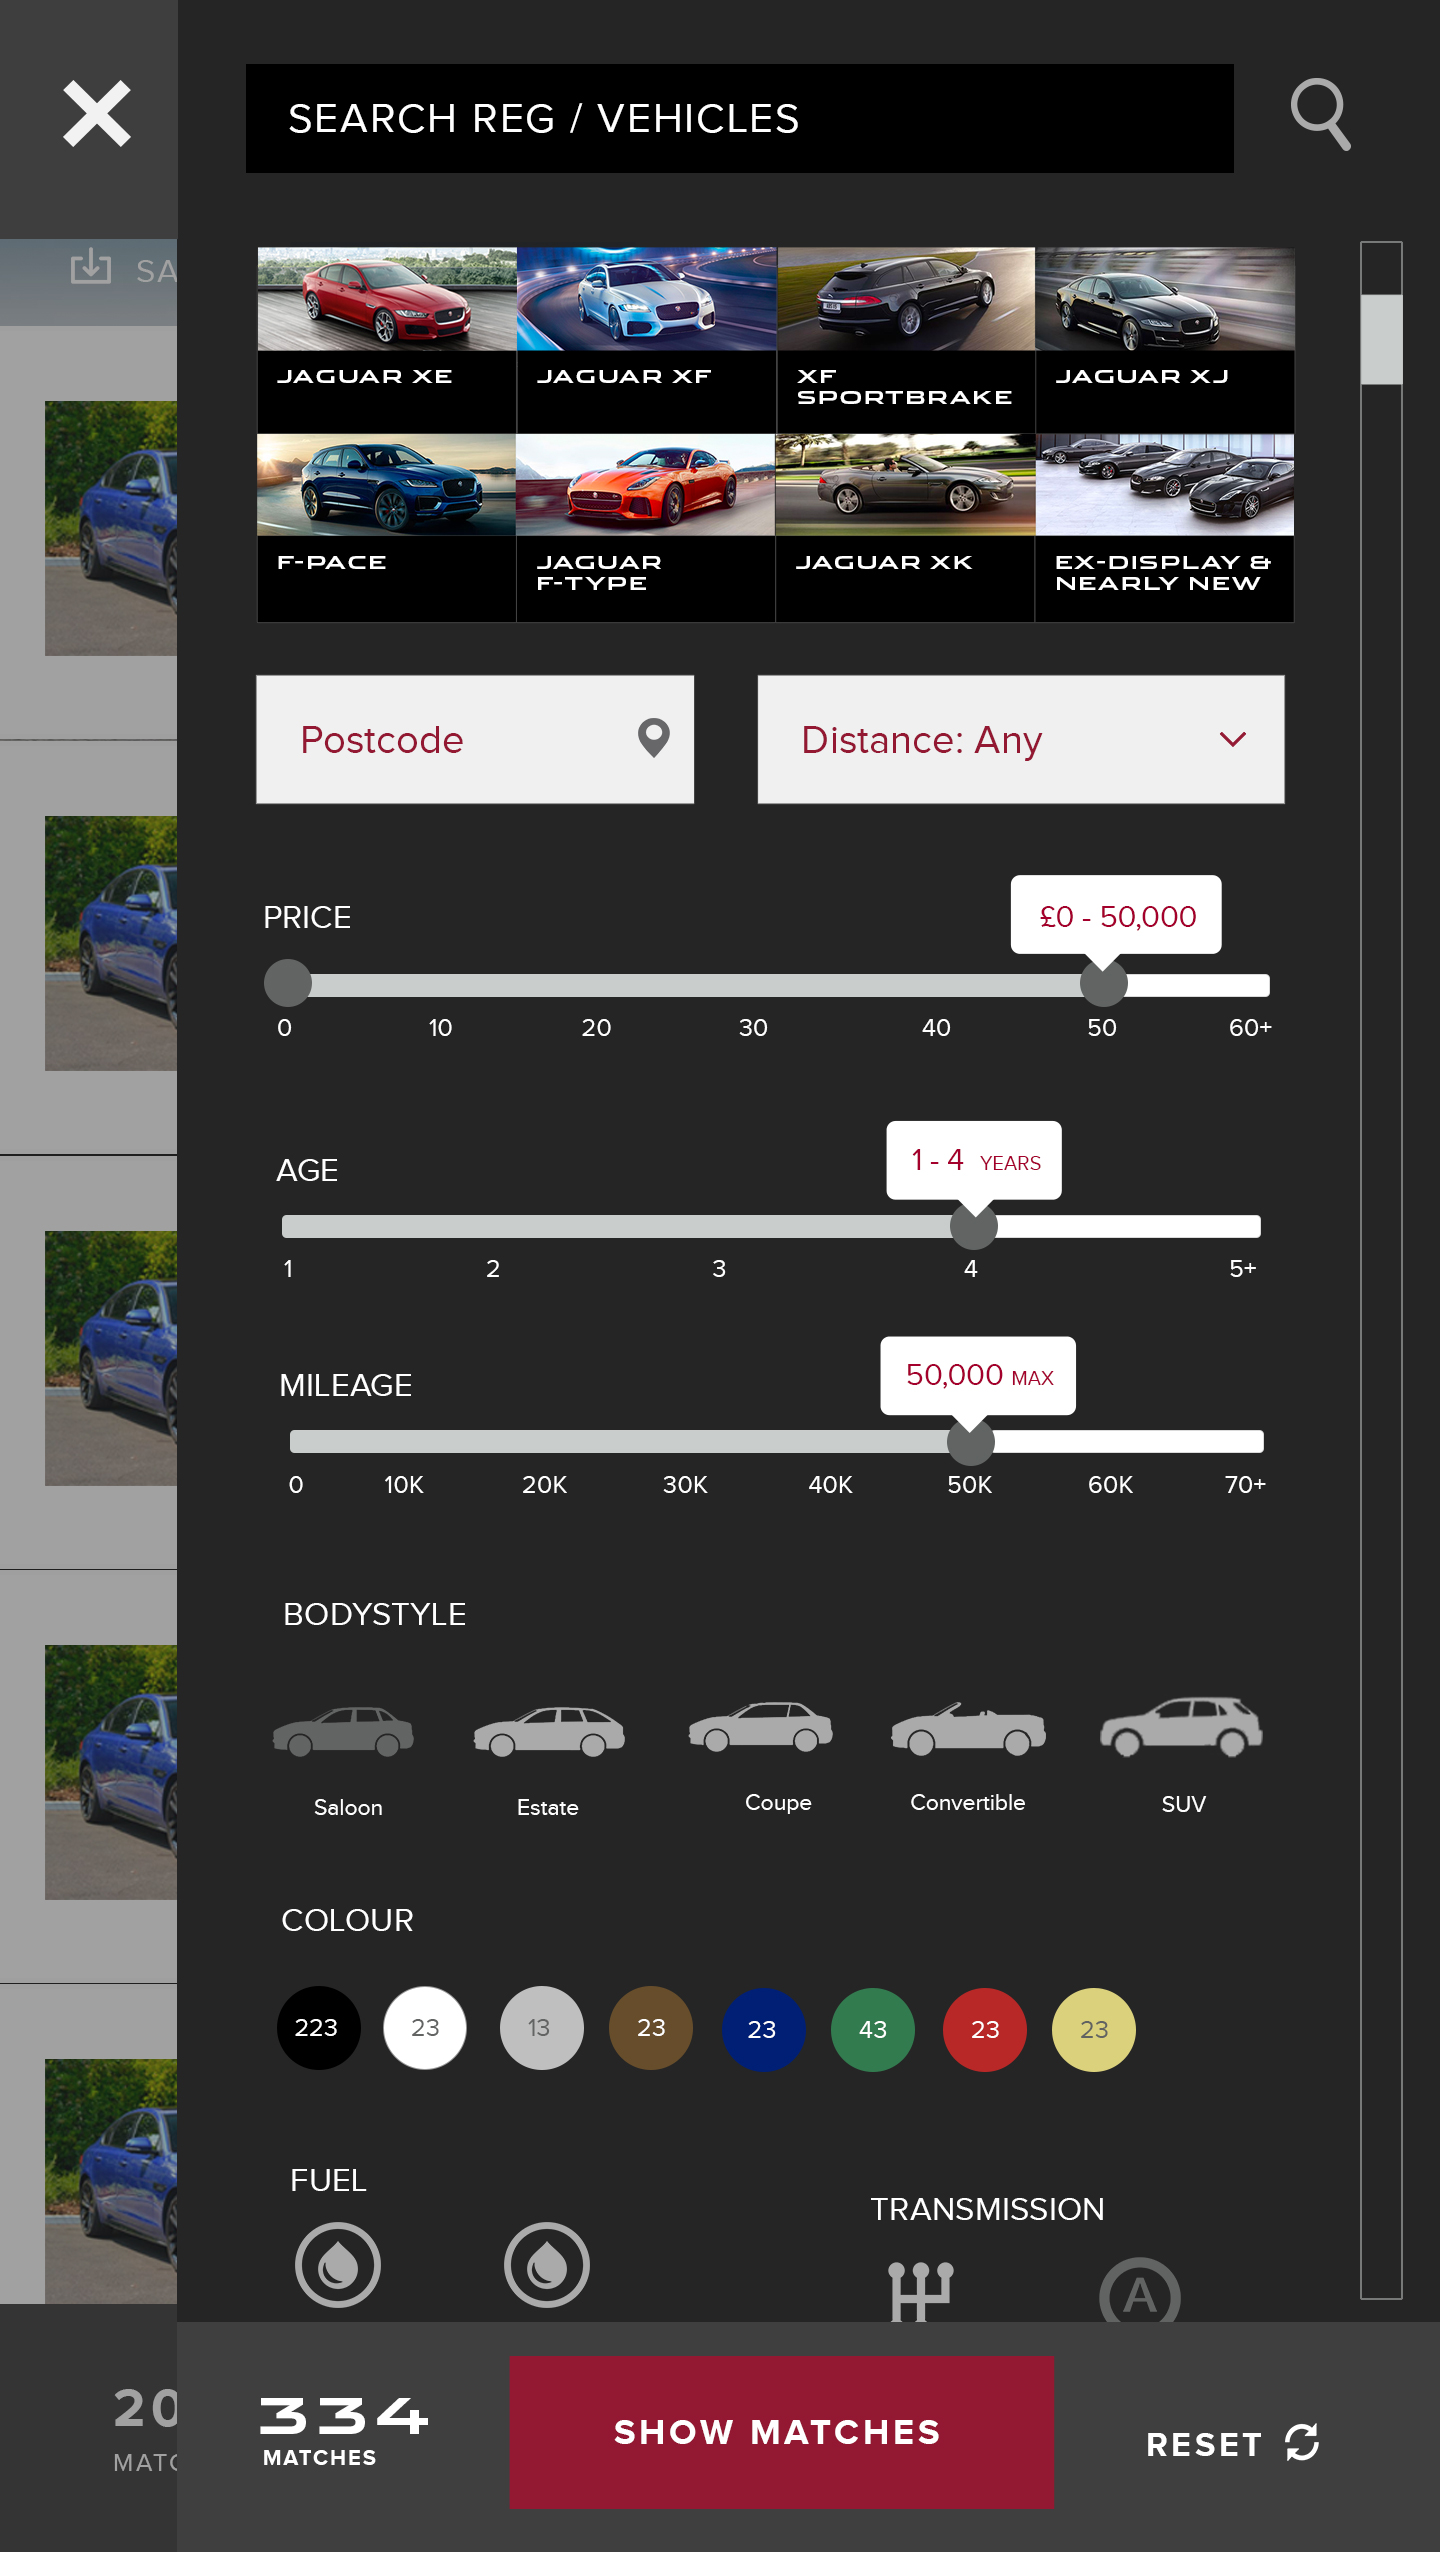 SEARCH REG / VEHICLES
SA
JAGUAR XE
JAGUAR XF
XF
SPORTBRAKE
JAGUAR XJ
F-PACE
JAGUAR
F-TYPE
JAGUAR XK
EX-DISPLAY &
NEARLY NEW
Postcode
Distance: Any
PRICE
£0 - 50,000
0 10 20 30 40 50 60+
AGE
1 - 4 YEARS
1 2 3 4 5+
MILEAGE
50,000 MAX
0 10K 20K 30K 40K 50K 60K 70+
BODYSTYLE
Saloon Estate Coupe Convertible SUV
COLOUR
223 23 13 23 23 43 23 23
FUEL
TRANSMISSION
A
20
MATC
334
MATCHES
SHOW MATCHES
RESET